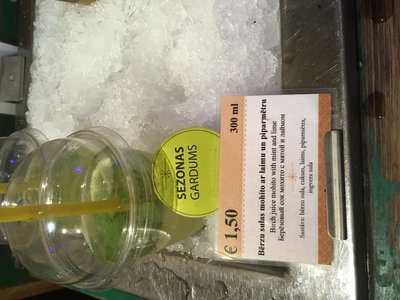 SEZONAS
GARDUMS
€ 1,50
300 ml
Bērzu sulas mohito ar laimu un piparmētru
Birch juice mohito with mint and lime
Берёзовый сок мохито с мятой и лаймом
Sastāvs: bērzu sula, cukurs, laims, piparmētra,
ingvera sula